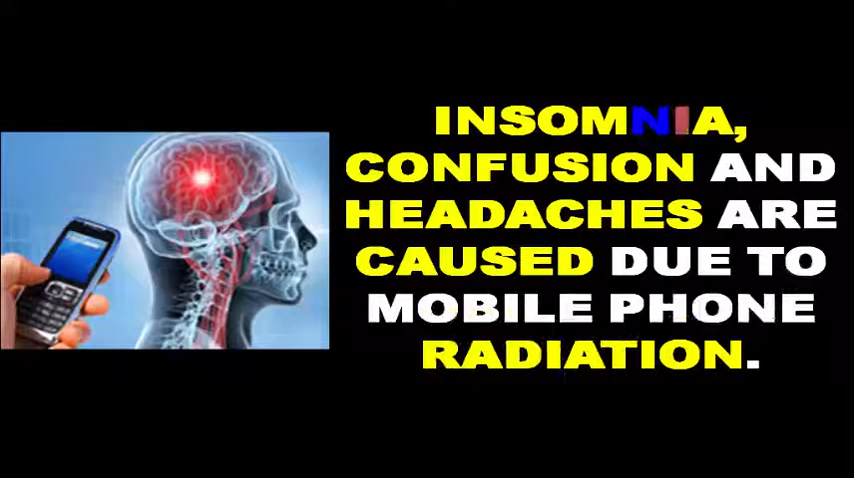 INSOMNIA,
CONFUSION AND
HEADACHES ARE
CAUSED DUE TO
MOBILE PHONE
RADIATION.